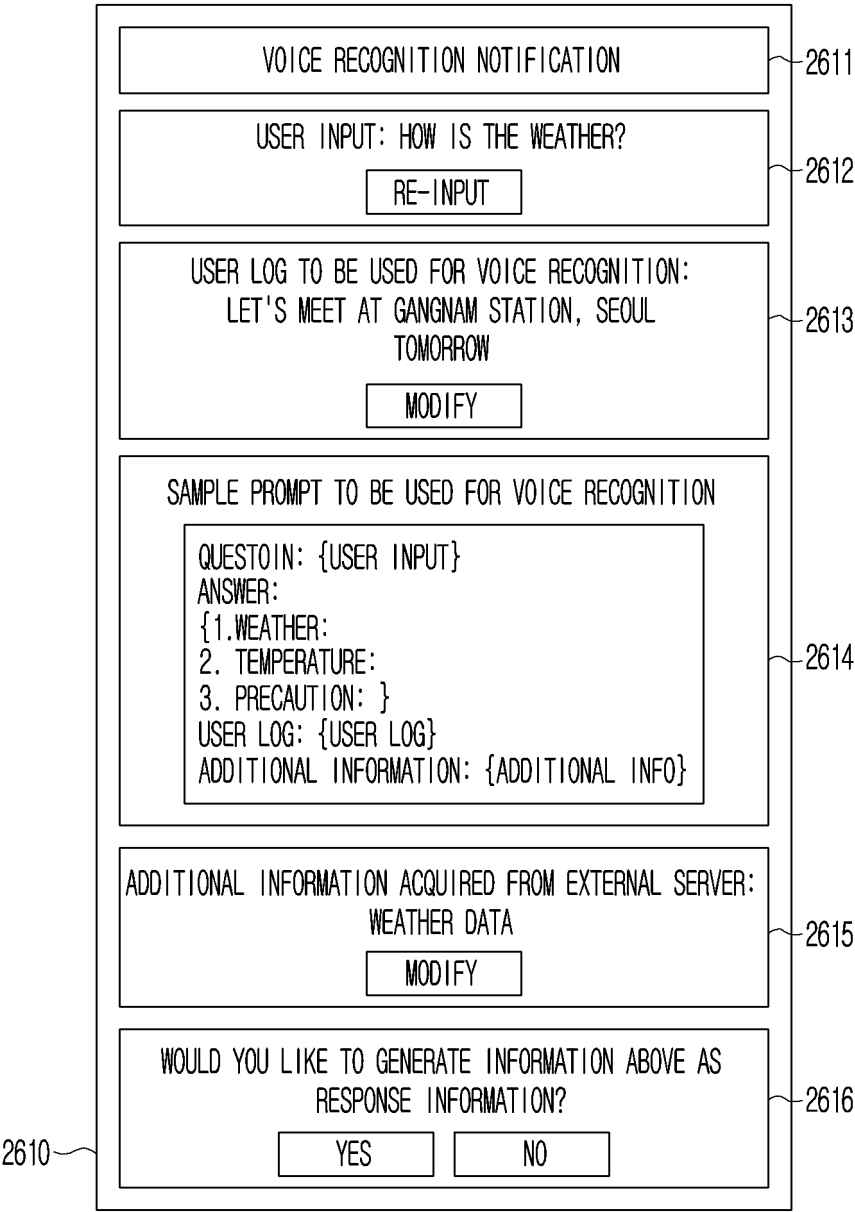 VOICE RECOGNITION NOTIFICATION
2611
USER INPUT: HOW IS THE WEATHER?
RE-INPUT
2612
USER LOG TO BE USED FOR VOICE RECOGNITION:
LET'S MEET AT GANGNAM STATION, SEOUL
TOMORROW
MODIFY
2613
SAMPLE PROMPT TO BE USED FOR VOICE RECOGNITION
QUESTOIN: {USER INPUT}
ANSWER:
{1.WEATHER:
2. TEMPERATURE:
3. PRECAUTION: }
USER LOG: {USER LOG}
ADDITIONAL INFORMATION: {ADDITIONAL INFO}
2614
ADDITIONAL INFORMATION ACQUIRED FROM EXTERNAL SERVER:
WEATHER DATA
MODIFY
2615
WOULD YOU LIKE TO GENERATE INFORMATION ABOVE AS
RESPONSE INFORMATION?
YES NO
2616
2610